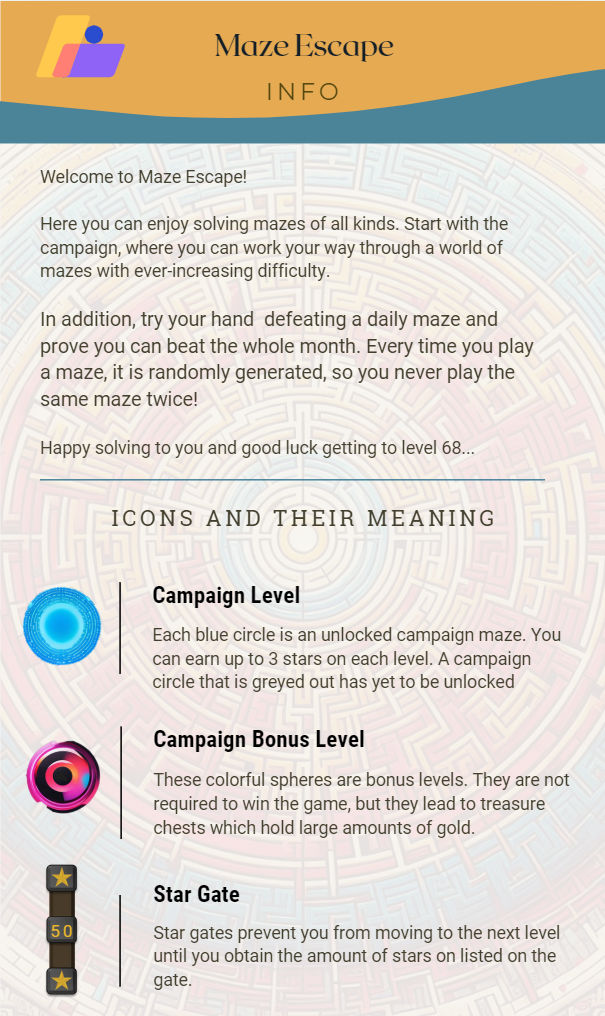 Maze Escape
INFO
Welcome to Maze Escape!
Here you can enjoy solving mazes of all kinds. Start with the
campaign, where you can work your way through a world of
mazes with ever-increasing difficulty.
In addition, try your hand  defeating a daily maze and
prove you can beat the whole month. Every time you play
a maze, it is randomly generated, so you never play the
same maze twice!
Happy solving to you and good luck getting to level 68...
ICONS AND THEIR MEANING
Campaign Level
Each blue circle is an unlocked campaign maze. You
can earn up to 3 stars on each level. A campaign
circle that is greyed out has yet to be unlocked
Campaign Bonus Level
These colorful spheres are bonus levels. They are not
required to win the game, but they lead to treasure
chests which hold large amounts of gold.
50
Star Gate
Star gates prevent you from moving to the next level
until you obtain the amount of stars on listed on the
gate.